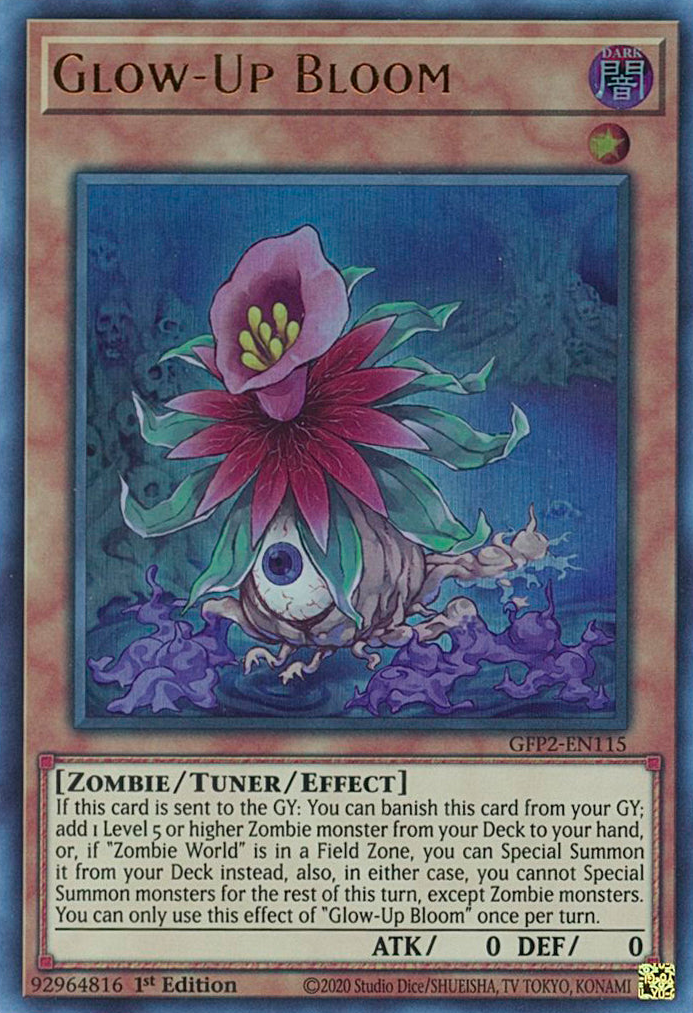 GLOW-UP BLOOM
DARK
闇
GFP2-EN115
[ZOMBIE/TUNER/EFFECT]
If this card is sent to the GY: You can banish this card from your GY;
add 1 Level 5 or higher Zombie monster from your Deck to your hand,
or, if "Zombie World" is in a Field Zone, you can Special Summon
it from your Deck instead, also, in either case, you cannot Special
Summon monsters for the rest of this turn, except Zombie monsters.
You can only use this effect of "Glow-Up Bloom" once per turn.
ATK/ 0 DEF/ 0
92964816 1st Edition ©2020 Studio Dice/SHUEISHA, TV TOKYO, KONAMI